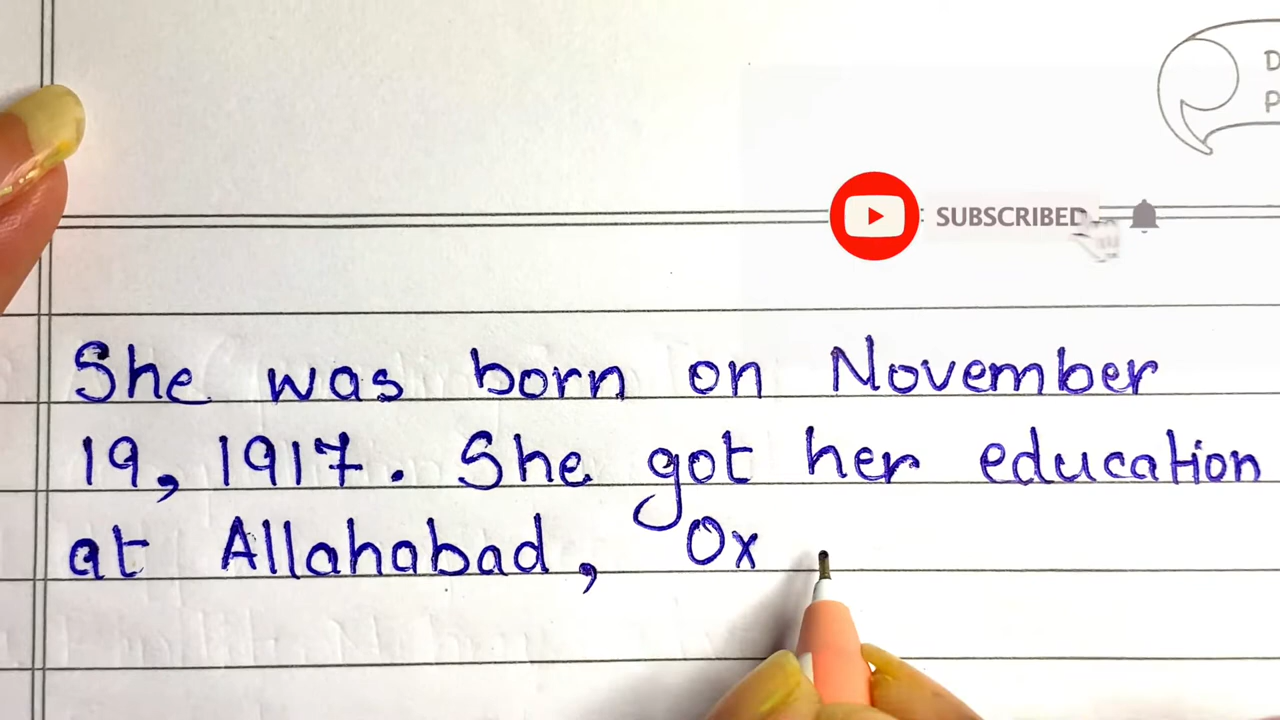 D
P
SUBSCRIBED
She was born on November
19, 1917. She got her education
at Allahabad, Ox